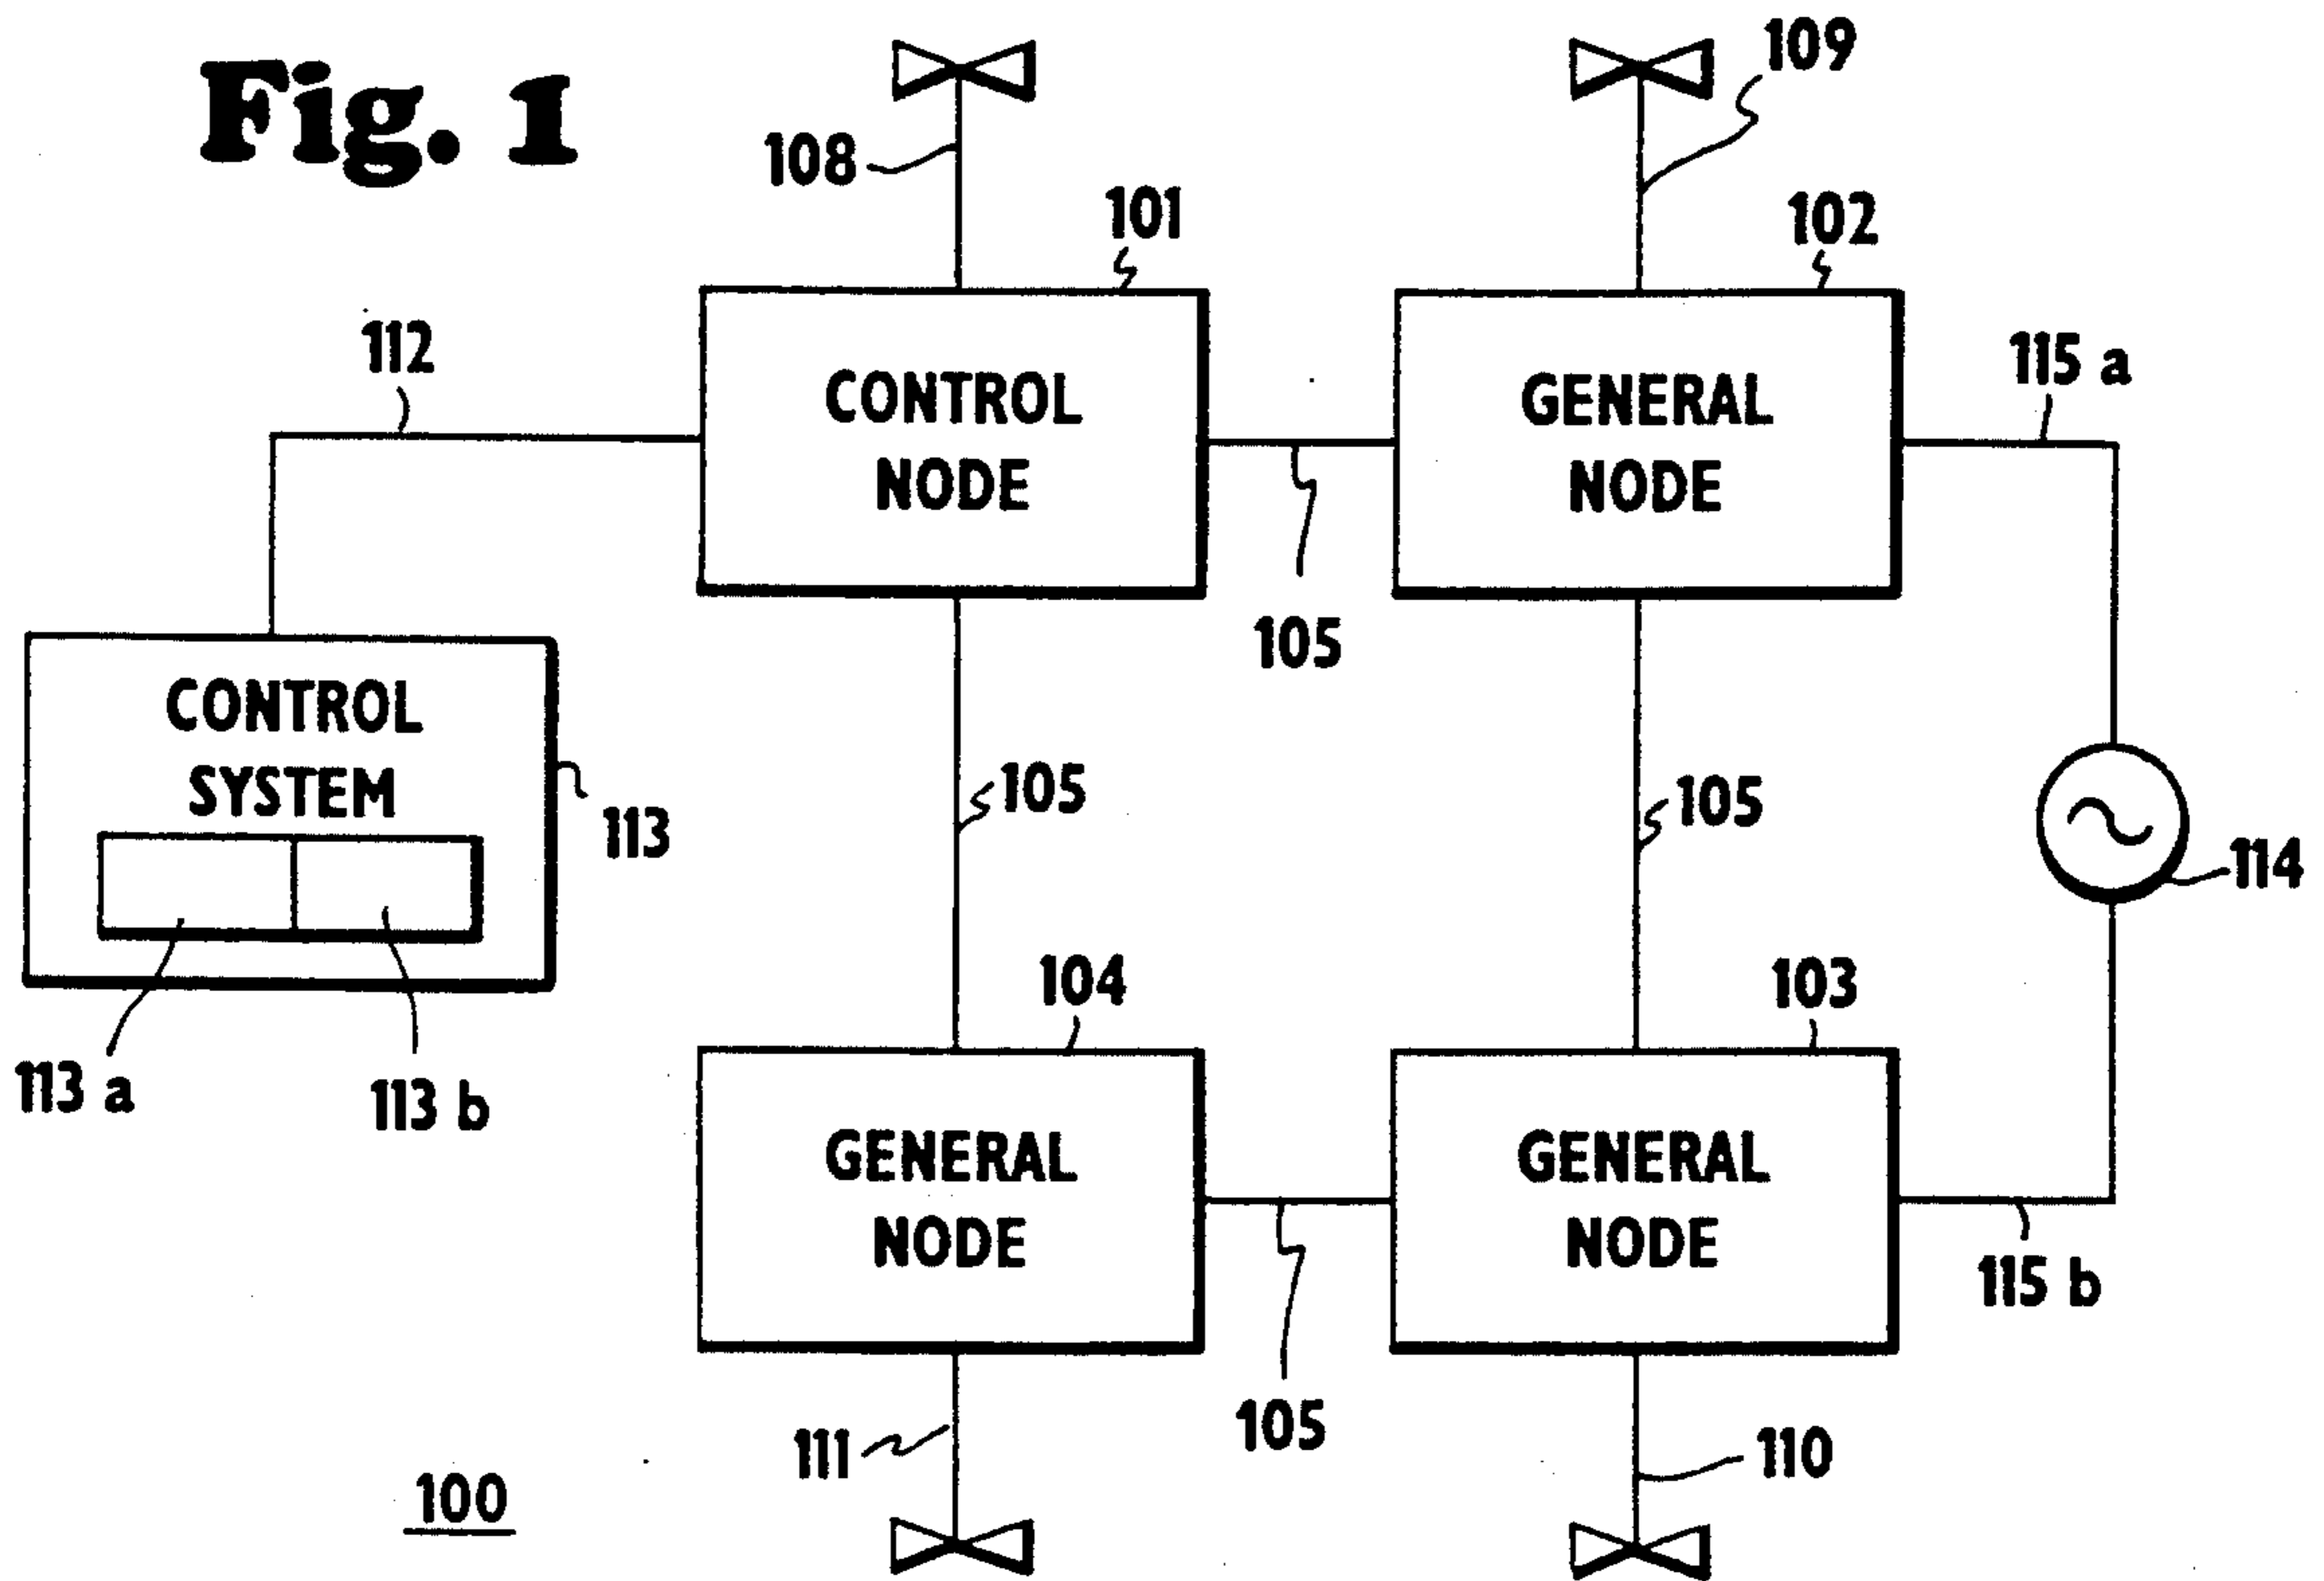 Fig. 1
109
108
101
102
112
115 a
CONTROL
NODE
GENERAL
NODE
105
CONTROL
SYSTEM
113
105
105
114
104
103
113 a
113 b
GENERAL
NODE
GENERAL
NODE
115 b
105
111
110
100